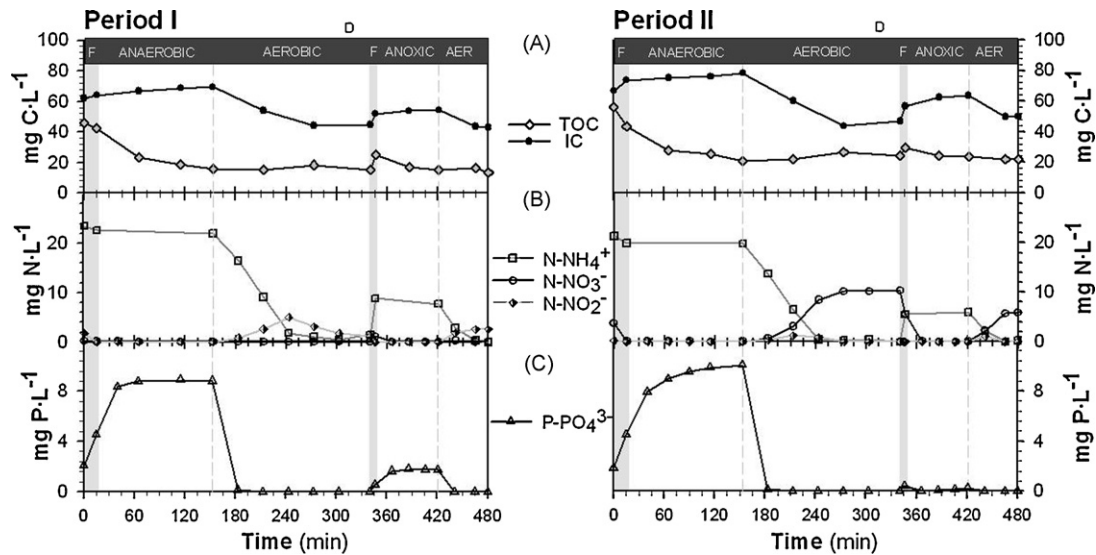 Period I
D
Period II
D
F ANAEROBIC AEROBIC F ANOXIC AER
(A)
F ANAEROBIC AEROBIC F ANOXIC AER
100
80
60
40
20
0
mg C·L⁻¹
TOC
IC
100
80
60
40
20
0
mg C·L⁻¹
(B)
20
10
0
mg N·L⁻¹
N-NH₄⁺
N-NO₃⁻
N-NO₂⁻
20
10
0
mg N·L⁻¹
(C)
8
4
0
mg P·L⁻¹
P-PO₄³⁻
8
4
0
mg P·L⁻¹
0 60 120 180 240 300 360 420 480
Time (min)
0 60 120 180 240 300 360 420 480
Time (min)